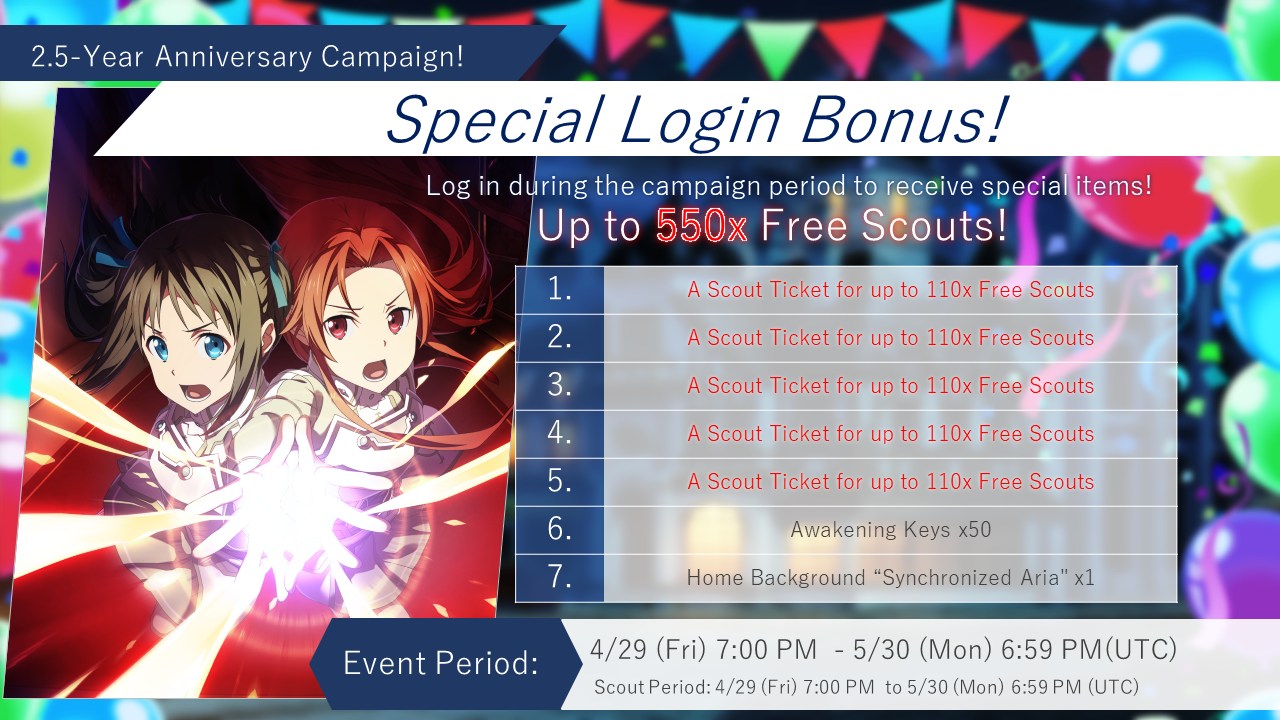 2.5-Year Anniversary Campaign!
Special Login Bonus!
Log in during the campaign period to receive special items!
Up to 550x Free Scouts!
1. A Scout Ticket for up to 110x Free Scouts
2. A Scout Ticket for up to 110x Free Scouts
3. A Scout Ticket for up to 110x Free Scouts
4. A Scout Ticket for up to 110x Free Scouts
5. A Scout Ticket for up to 110x Free Scouts
6. Awakening Keys x50
7. Home Background “Synchronized Aria" x1
Event Period: 4/29 (Fri) 7:00 PM - 5/30 (Mon) 6:59 PM(UTC)
Scout Period: 4/29 (Fri) 7:00 PM to 5/30 (Mon) 6:59 PM (UTC)